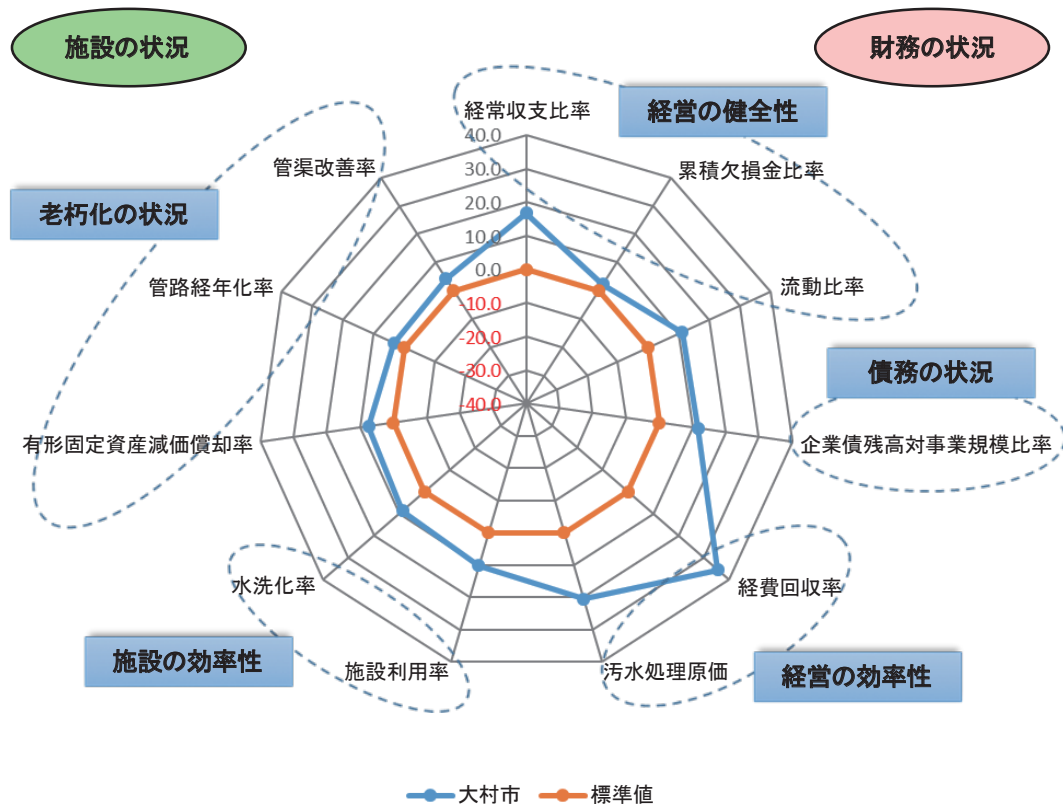 施設の状況
財務の状況
経営の健全性
経常収支比率
40.0
30.0
20.0
10.0
0.0
-10.0
-20.0
-30.0
-40.0
管渠改善率
累積欠損金比率
老朽化の状況
管路経年化率
流動比率
債務の状況
有形固定資産減価償却率
企業債残高対事業規模比率
水洗化率
経費回収率
施設の効率性
施設利用率
汚水処理原価
経営の効率性
大村市
標準値